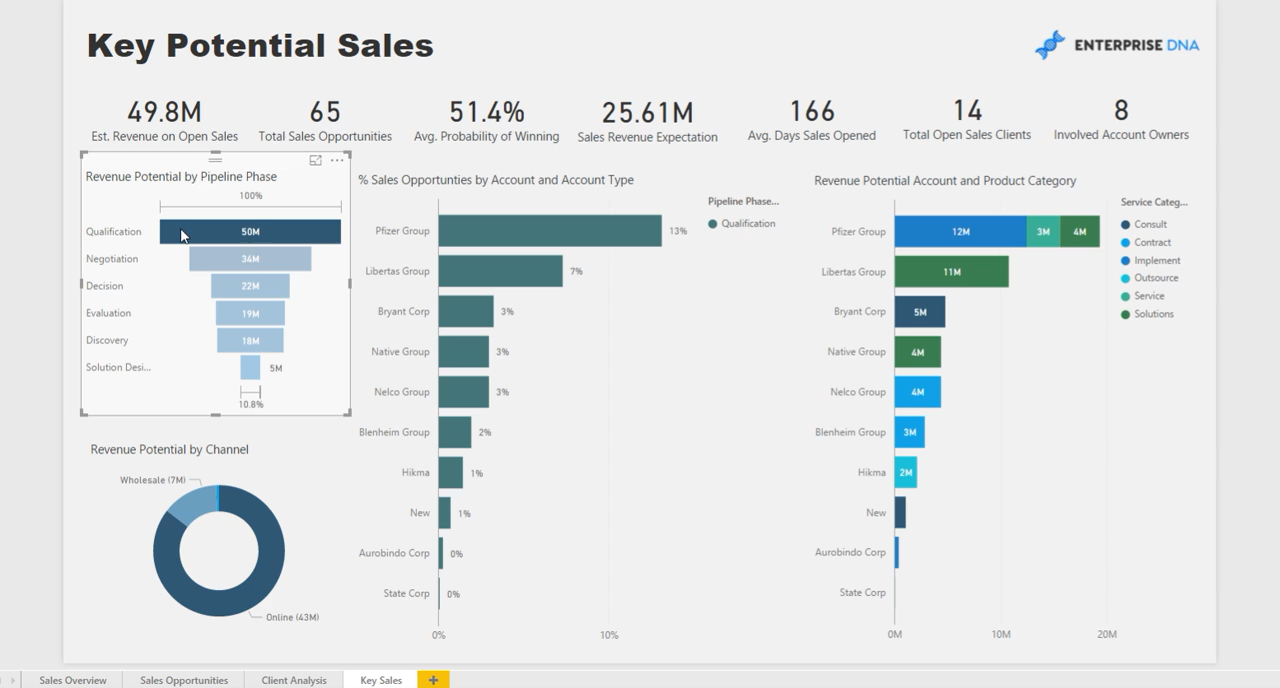 Key Potential Sales
ENTERPRISE DNA
49.8M
Est. Revenue on Open Sales
65
Total Sales Opportunities
51.4%
Avg. Probability of Winning
25.61M
Sales Revenue Expectation
166
Avg. Days Sales Opened
14
Total Open Sales Clients
8
Involved Account Owners
Revenue Potential by Pipeline Phase
100%
Qualification 50M
Negotiation 34M
Decision 22M
Evaluation 19M
Discovery 18M
Solution Desi... 5M
10.8%
Revenue Potential by Channel
Wholesale (7M)
Online (43M)
% Sales Opportunties by Account and Account Type
Pipeline Phase...
Qualification
Pfizer Group 13%
Libertas Group 7%
Bryant Corp 3%
Native Group 3%
Nelco Group 3%
Blenheim Group 2%
Hikma 1%
New 1%
Aurobindo Corp 0%
State Corp 0%
0% 10%
Revenue Potential Account and Product Category
Service Categ...
Consult
Contract
Implement
Outsource
Service
Solutions
Pfizer Group 12M 3M 4M
Libertas Group 11M
Bryant Corp 5M
Native Group 4M
Nelco Group 4M
Blenheim Group 3M
Hikma 2M
New
Aurobindo Corp
State Corp
0M 10M 20M
Sales Overview Sales Opportunities Client Analysis Key Sales +